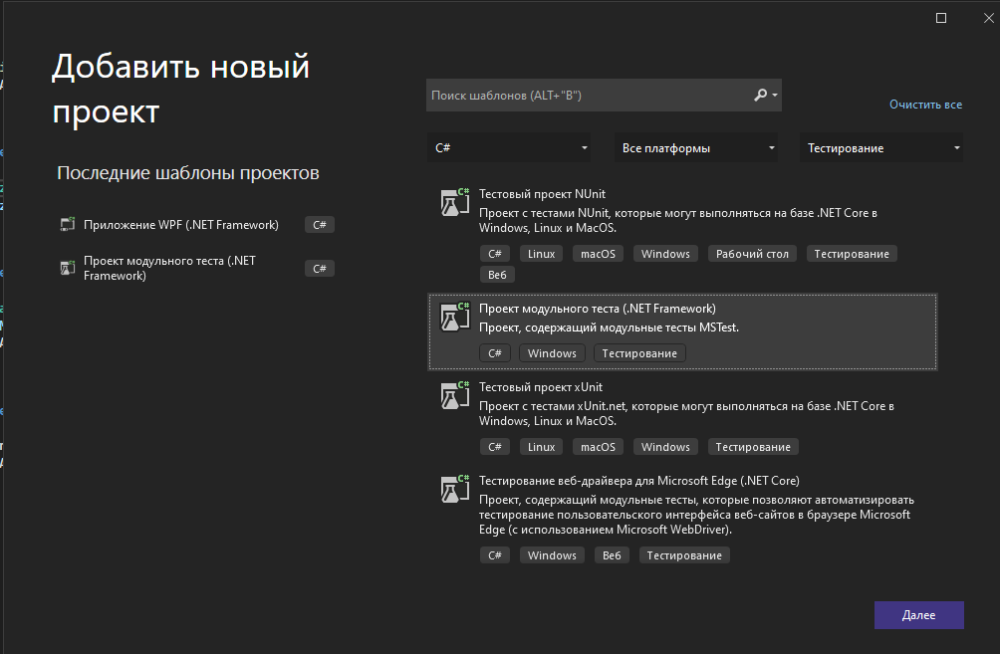 Добавить новый
проект
Поиск шаблонов (ALT+"В")
Очистить все
C#
Все платформы
Тестирование
Последние шаблоны проектов
Приложение WPF (.NET Framework)
C#
Проект модульного теста (.NET
Framework)
C#
C#
Тестовый проект NUnit
Проект с тестами NUnit, которые могут выполняться на базе .NET Core в
Windows, Linux и MacOS.
C# Linux macOS Windows Рабочий стол Тестирование
Веб
C#
Проект модульного теста (.NET Framework)
Проект, содержащий модульные тесты MSTest.
C# Windows Тестирование
C#
Тестовый проект xUnit
Проект с тестами xUnit.net, которые могут выполняться на базе .NET Core в
Windows, Linux и MacOS.
C# Linux macOS Windows Тестирование
C#
Тестирование веб-драйвера для Microsoft Edge (.NET Core)
Проект, содержащий модульные тесты, которые позволяют автоматизировать
тестирование пользовательского интерфейса веб-сайтов в браузере Microsoft
Edge (с использованием Microsoft WebDriver).
C# Windows Веб Тестирование
Далее